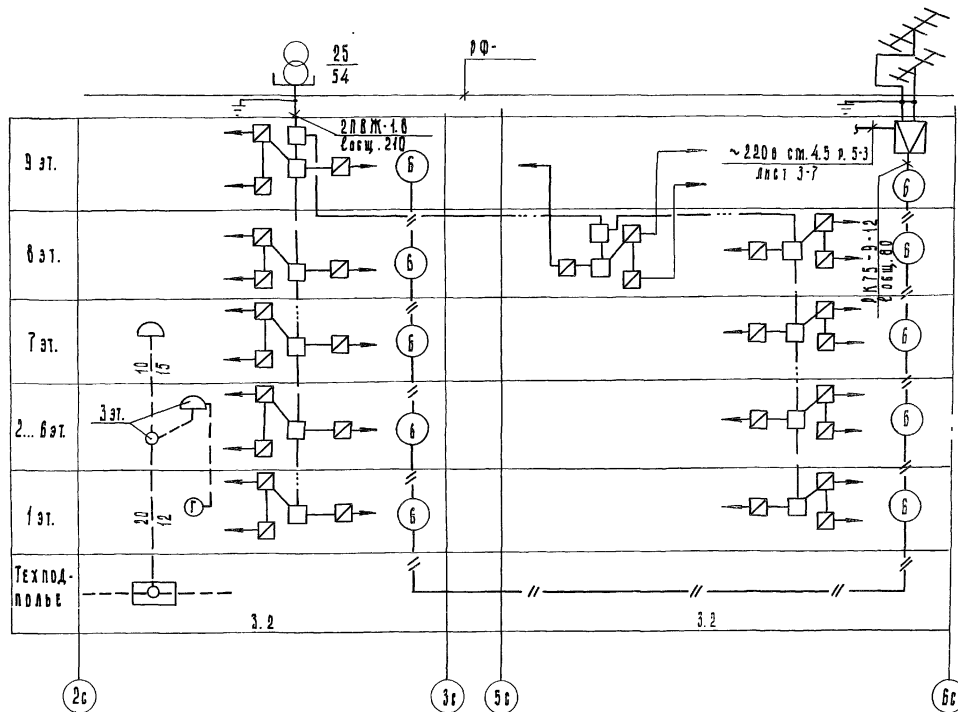 25
54
РФ-
2ПВЖ-1.8
ℓобщ. 210
~220в ст. 4.5 р. 5-3
лист 3-7
РК75-9-12
ℓ общ. 80
9 эт.
Б
Б
8 эт.
Б
Б
7 эт.
10
15
Б
Б
3 эт.
2... 6 эт.
Б
Б
1 эт.
20
12
Г
Б
Б
Техпод-
полье
3.2
3.2
2с
3с
5с
6с